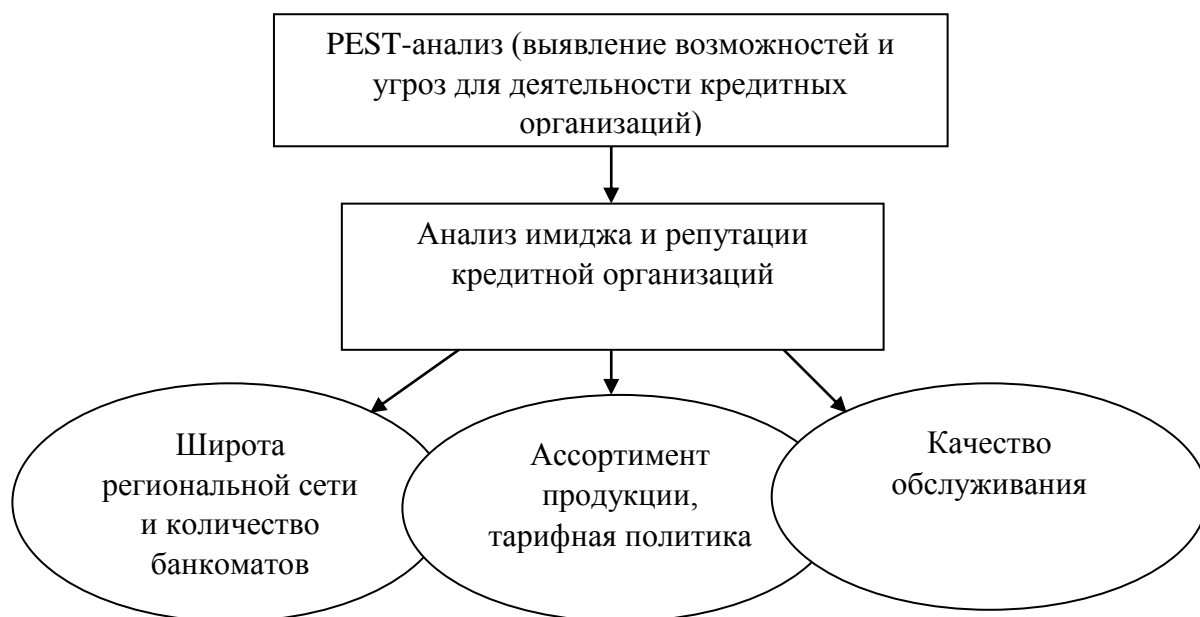 PEST-анализ (выявление возможностей и
угроз для деятельности кредитных
организаций)
Анализ имиджа и репутации
кредитной организаций
Широта
региональной сети
и количество
банкоматов
Ассортимент
продукции,
тарифная политика
Качество
обслуживания